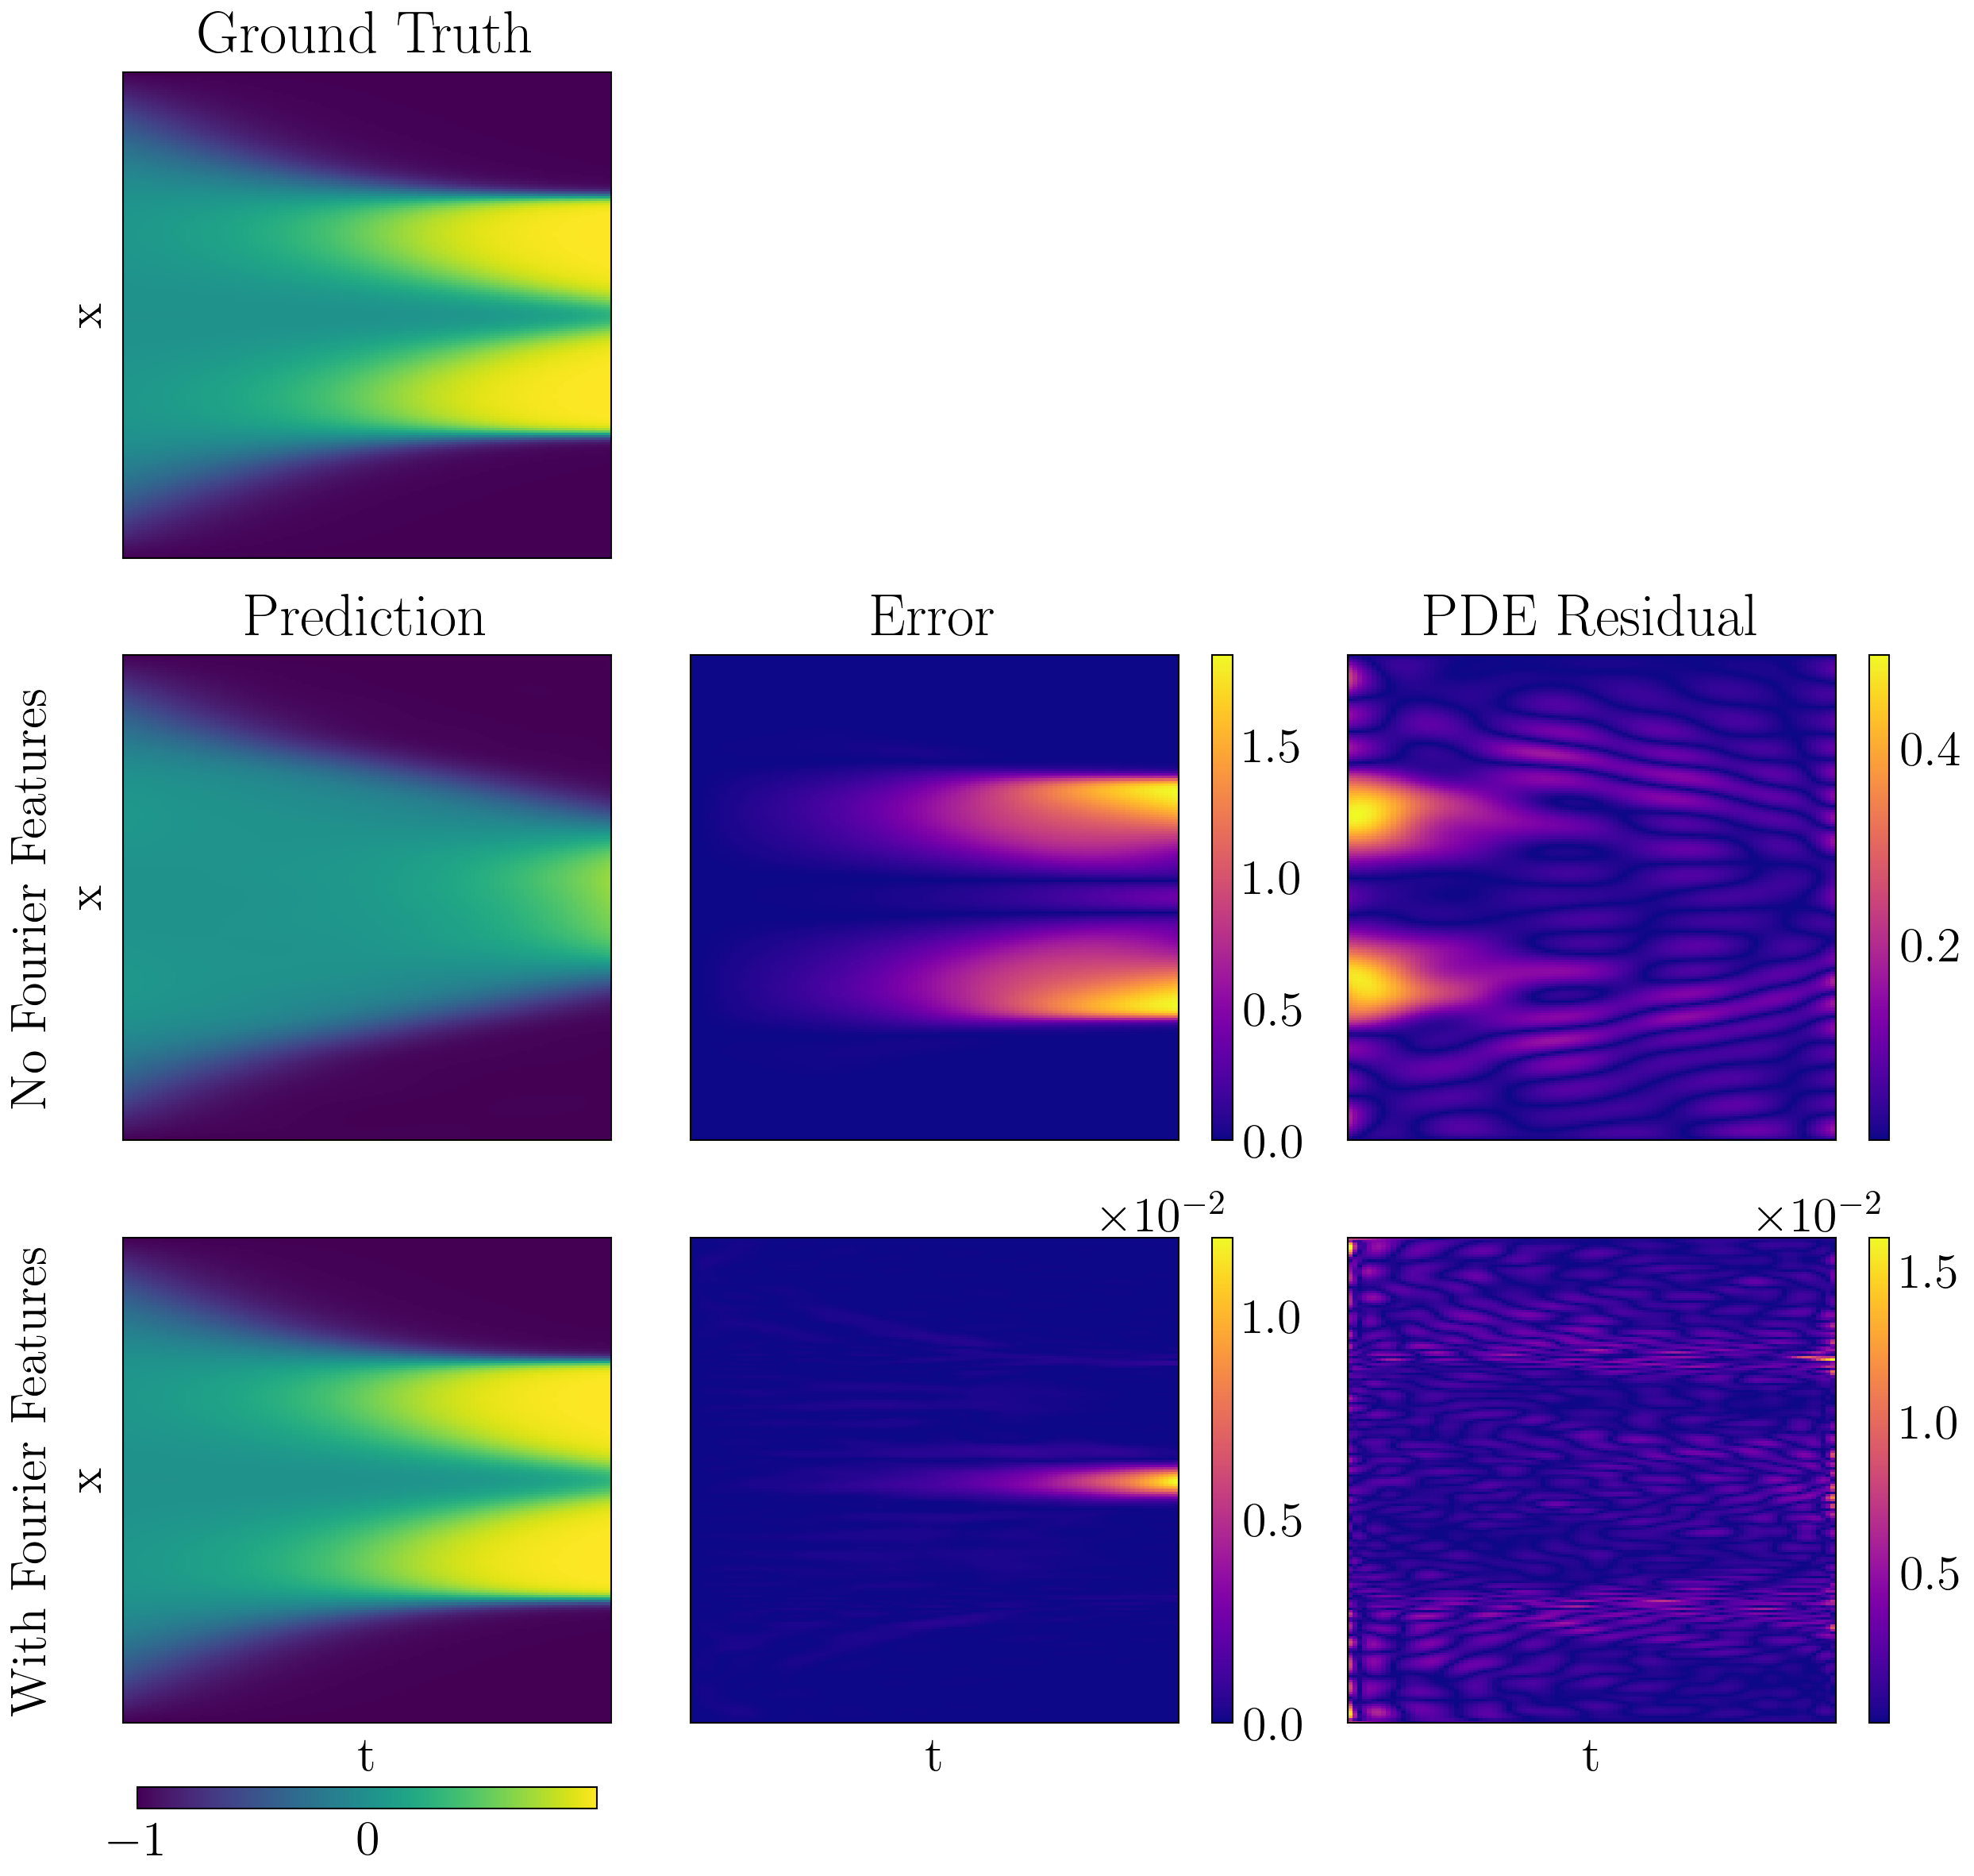 Ground Truth
x
Prediction
Error
PDE Residual
No Fourier Features
x
1.5
1.0
0.5
0.0
0.4
0.2
With Fourier Features
x
×10⁻²
1.0
0.5
0.0
×10⁻²
1.5
1.0
0.5
t
t
t
−1
0